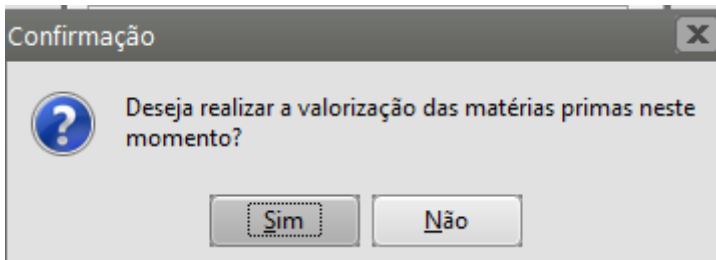 Confirmação
Deseja realizar a valorização das matérias primas neste
momento?
Sim
Não